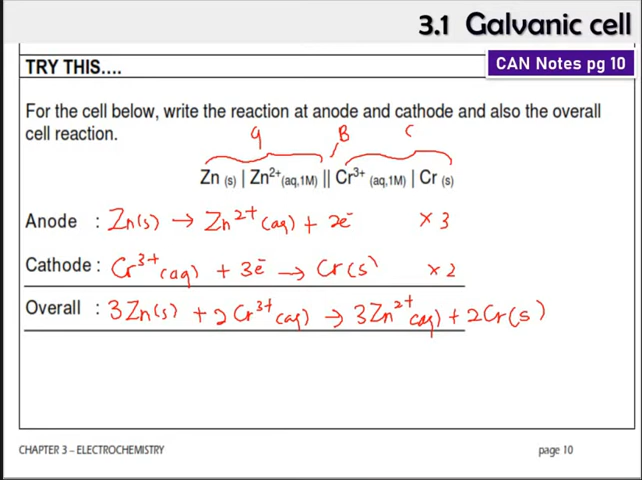 3.1 Galvanic cell
TRY THIS....
CAN Notes pg 10
For the cell below, write the reaction at anode and cathode and also the overall
cell reaction.
a B C
Zn (s) | Zn²⁺(aq,1M) || Cr³⁺ (aq,1M) | Cr (s)
Anode : Zn(s) → Zn²⁺(aq) + 2e⁻ × 3
Cathode : Cr³⁺(aq) + 3e⁻ → Cr(s) × 2
Overall : 3Zn(s) + 2Cr³⁺(aq) → 3Zn²⁺(aq) + 2Cr(s)
CHAPTER 3 – ELECTROCHEMISTRY page 10